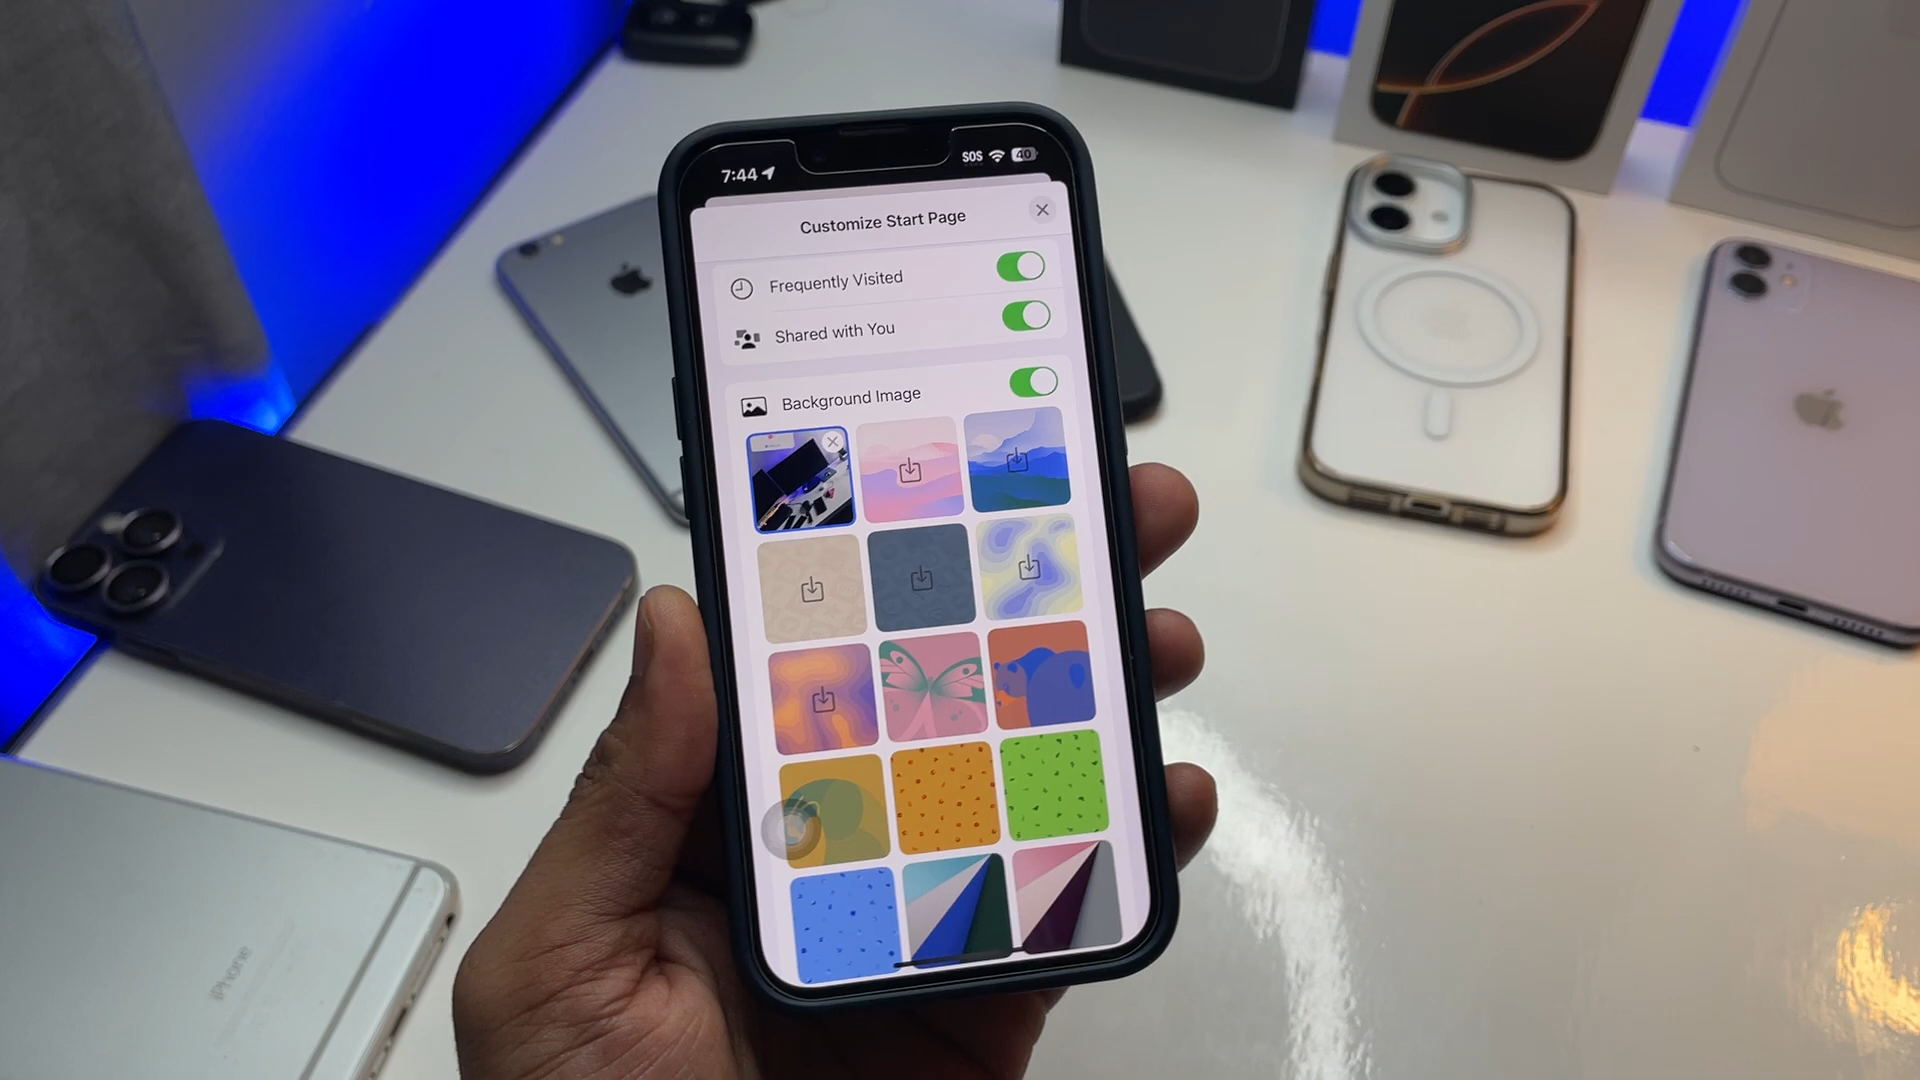 7:44
SOS
40
Customize Start Page
Frequently Visited
Shared with You
Background Image
iPhone